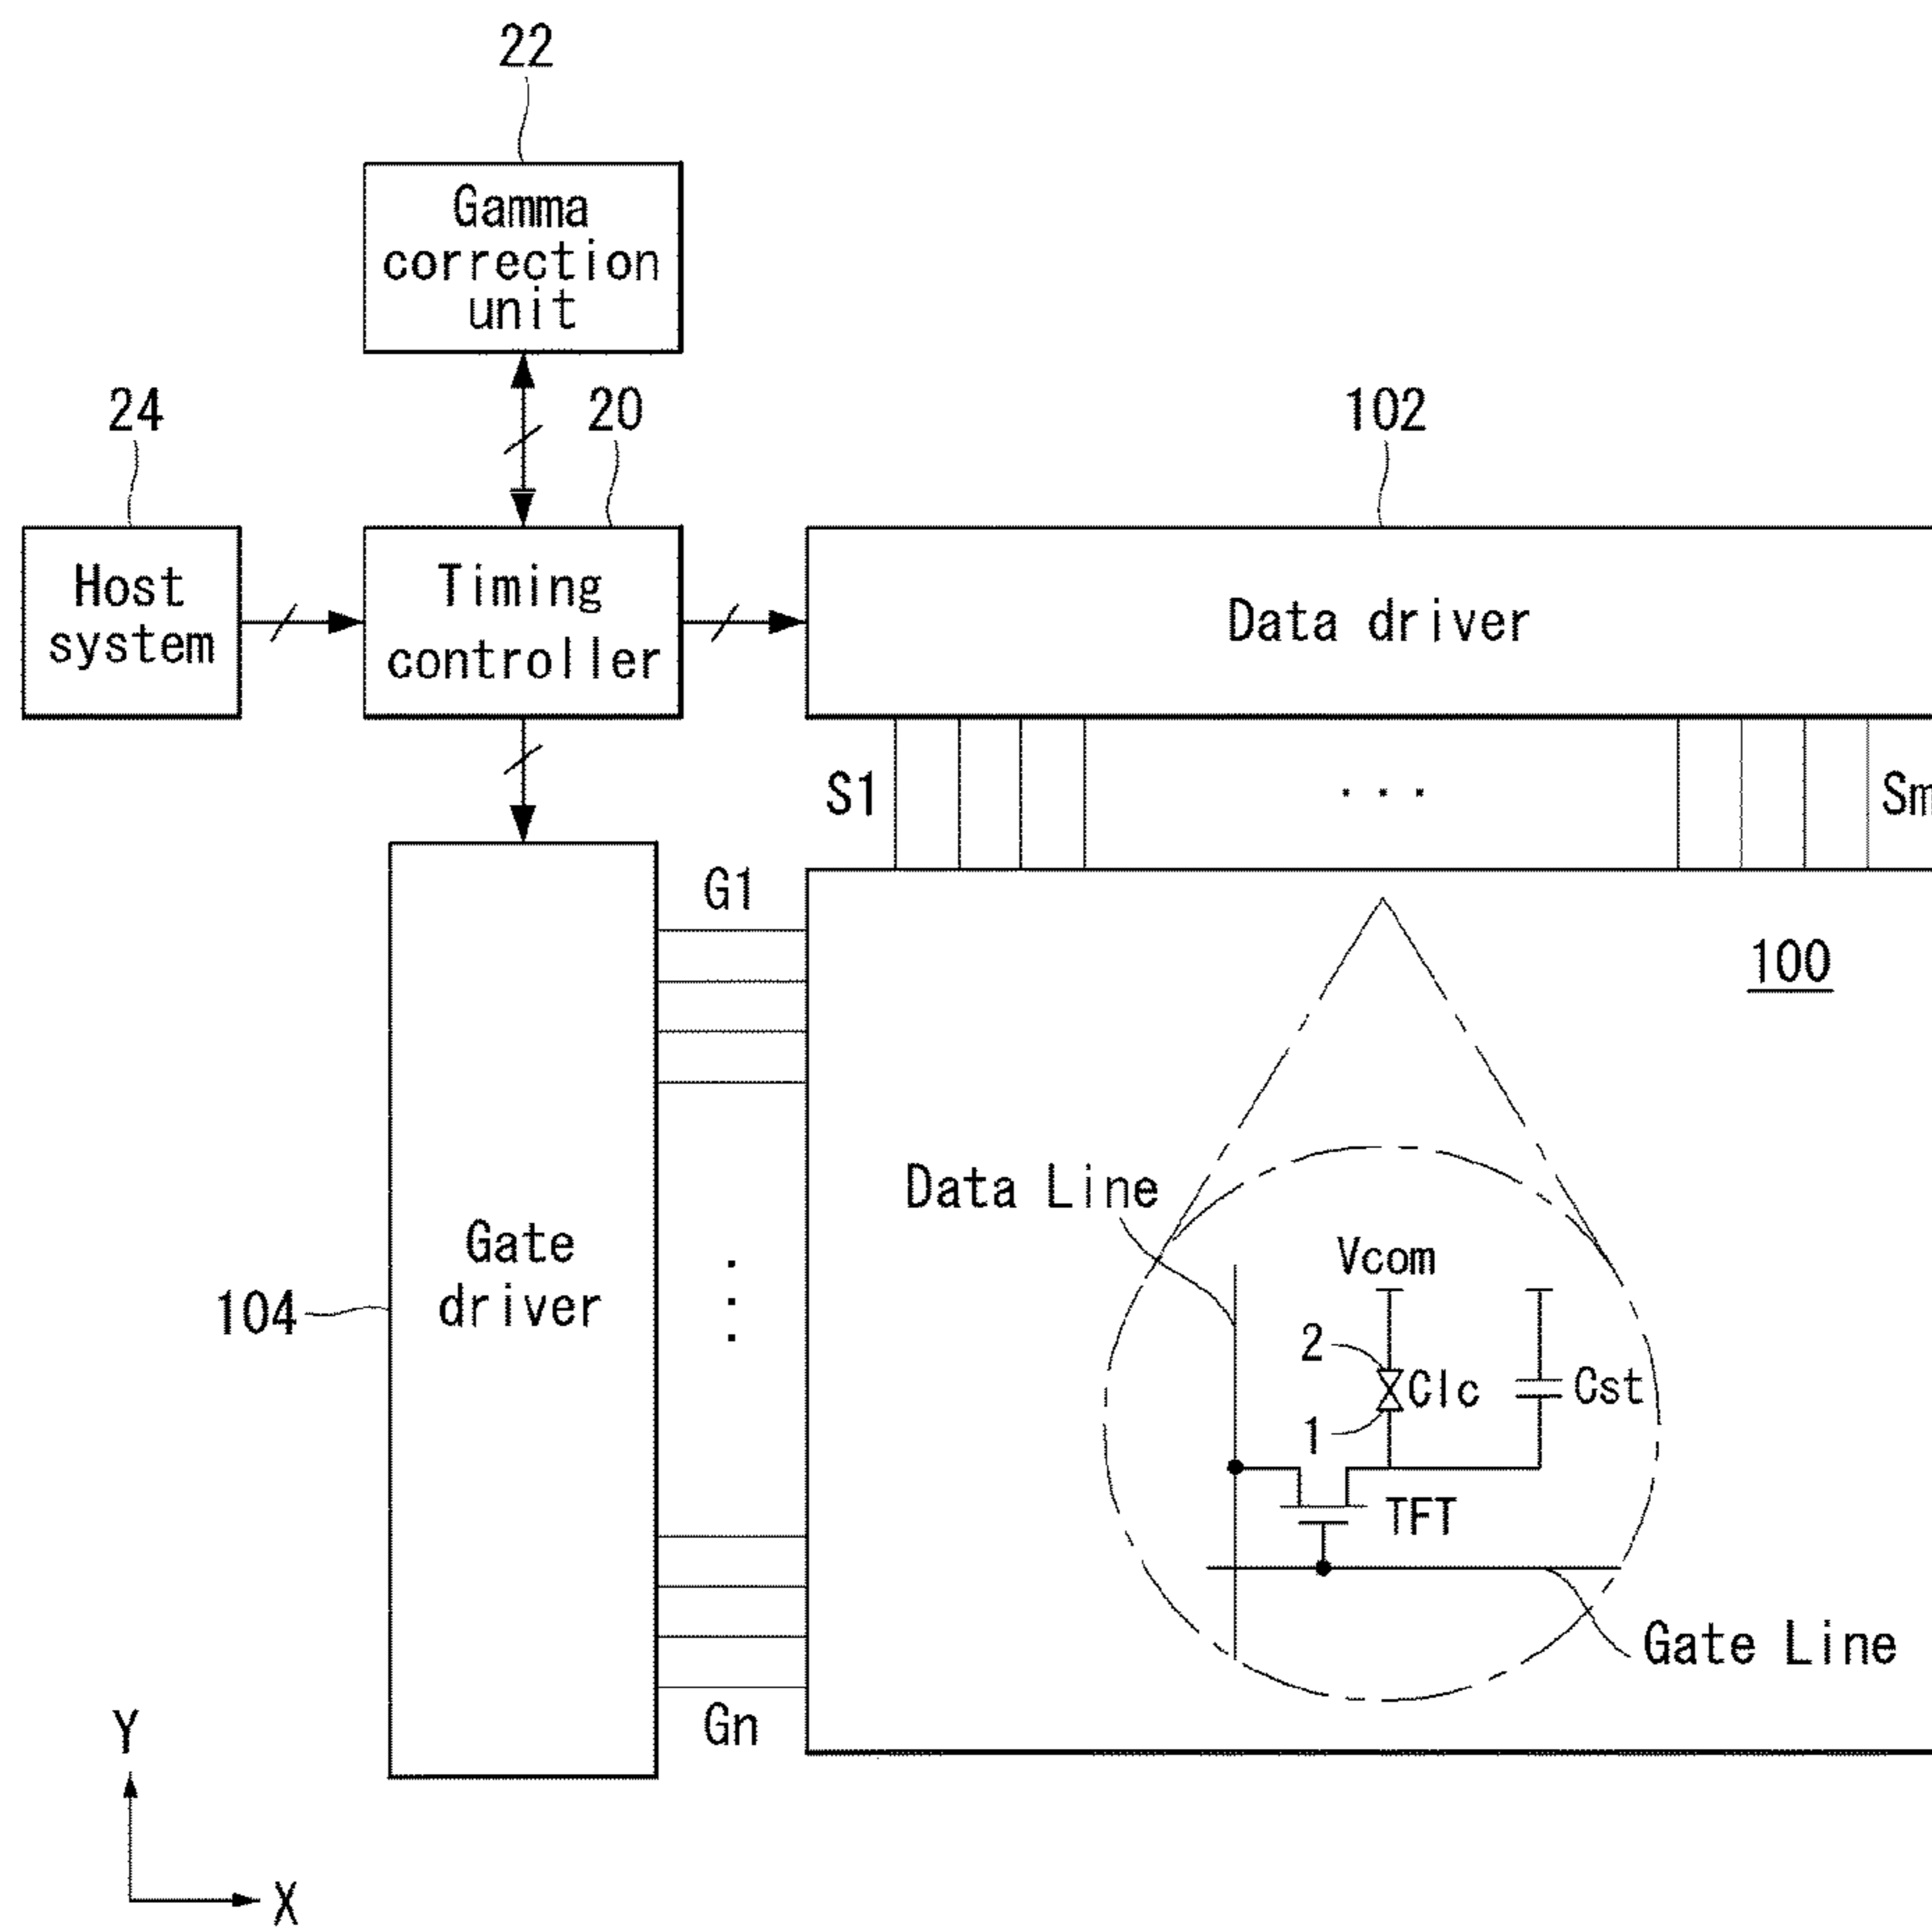 22
Gamma
correction
unit
24
20
102
Host
system
Timing
controller
Data driver
S1
...
Sm
G1
100
Data Line
Gate
driver
Vcom
104
2
Clc
Cst
1
TFT
Gate Line
Gn
Y
X